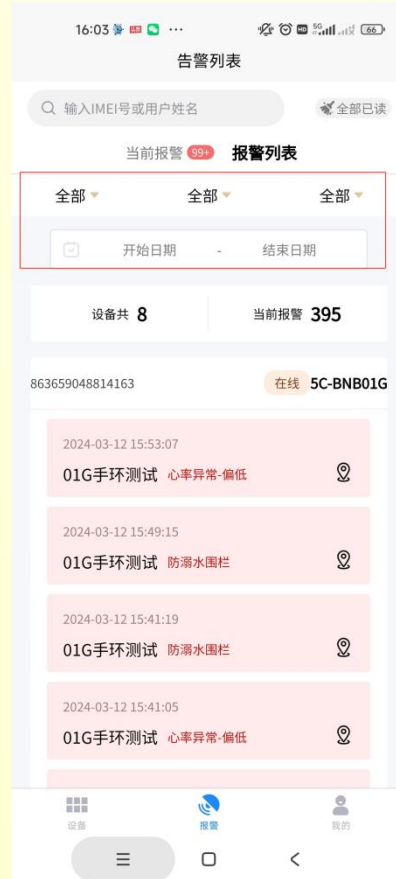 16:03 ··· HD 5G 66
告警列表
输入IMEI号或用户姓名 全部已读
当前报警 99+ 报警列表
全部 全部 全部
开始日期 - 结束日期
设备共 8 当前报警 395
863659048814163 在线 5C-BNB01G
2024-03-12 15:53:07
01G手环测试 心率异常-偏低
2024-03-12 15:49:15
01G手环测试 防溺水围栏
2024-03-12 15:41:19
01G手环测试 防溺水围栏
2024-03-12 15:41:05
01G手环测试 心率异常-偏低
设备 报警 我的